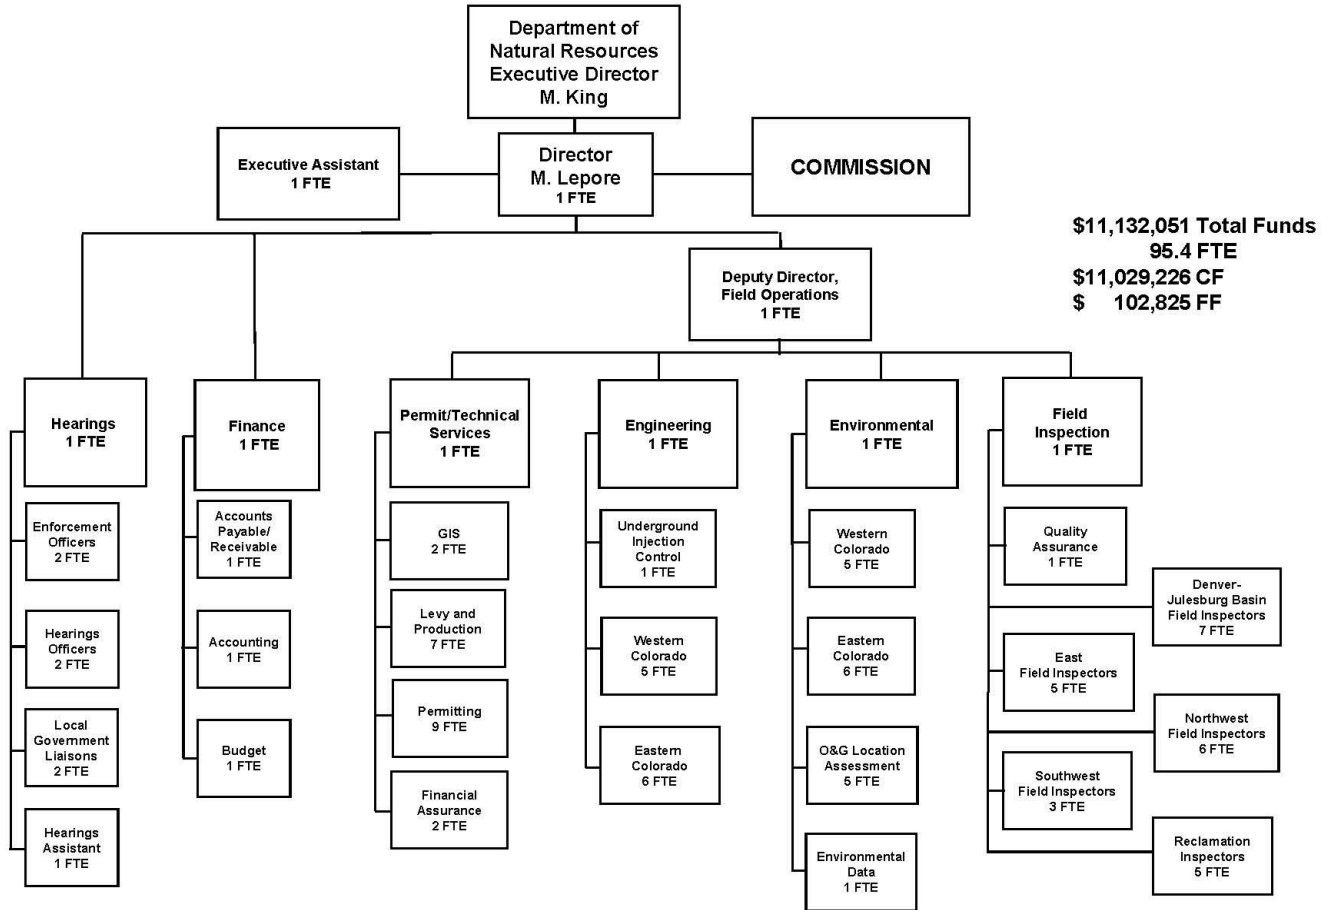 Department of
Natural Resources
Executive Director
M. King
Executive Assistant
1 FTE
Director
M. Lepore
1 FTE
COMMISSION
$11,132,051 Total Funds
95.4 FTE
$11,029,226 CF
$ 102,825 FF
Deputy Director,
Field Operations
1 FTE
Hearings
1 FTE
Enforcement
Officers
2 FTE
Hearings
Officers
2 FTE
Local
Government
Liaisons
2 FTE
Hearings
Assistant
1 FTE
Finance
1 FTE
Accounts
Payable/
Receivable
1 FTE
Accounting
1 FTE
Budget
1 FTE
Permit/Technical
Services
1 FTE
GIS
2 FTE
Levy and
Production
7 FTE
Permitting
9 FTE
Financial
Assurance
2 FTE
Engineering
1 FTE
Underground
Injection
Control
1 FTE
Western
Colorado
5 FTE
Eastern
Colorado
6 FTE
Environmental
1 FTE
Western
Colorado
5 FTE
Eastern
Colorado
6 FTE
O&G Location
Assessment
5 FTE
Environmental
Data
1 FTE
Field
Inspection
1 FTE
Quality
Assurance
1 FTE
Denver-
Julesburg Basin
Field Inspectors
7 FTE
East
Field Inspectors
5 FTE
Northwest
Field Inspectors
6 FTE
Southwest
Field Inspectors
3 FTE
Reclamation
Inspectors
5 FTE